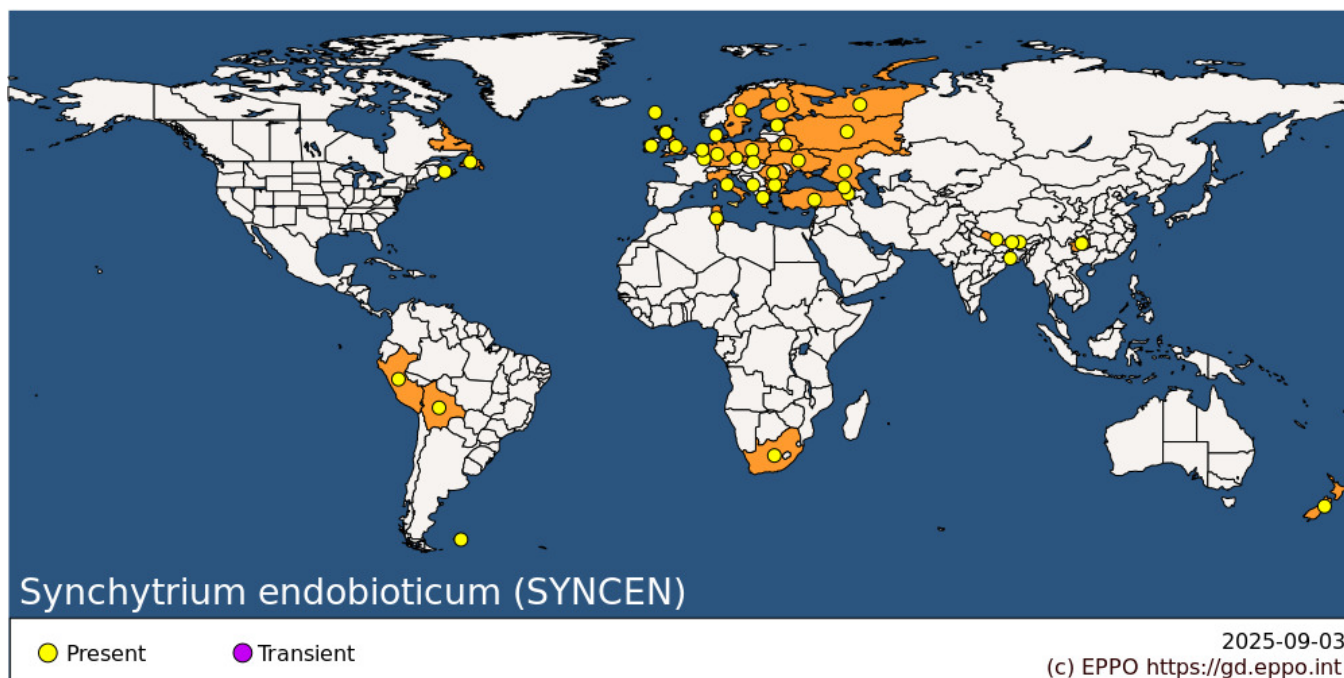 Synchytrium endobioticum (SYNCEN)
Present
Transient
2025-09-03
(c) EPPO https://gd.eppo.int